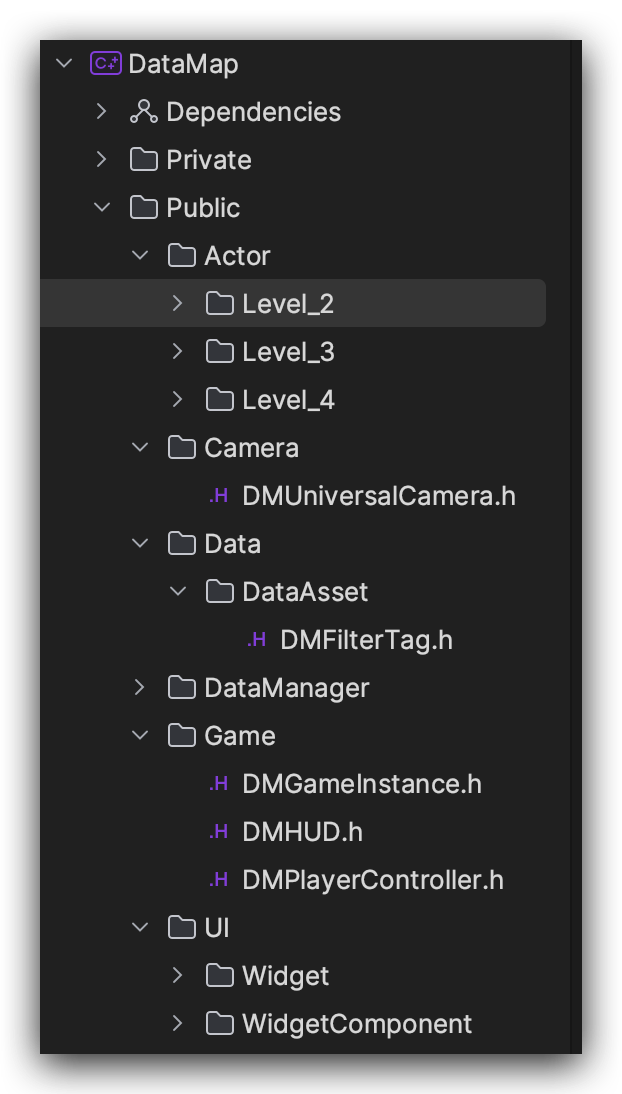 C++ DataMap
Dependencies
Private
Public
Actor
Level_2
Level_3
Level_4
Camera
.H DMUniversalCamera.h
Data
DataAsset
.H DMFilterTag.h
DataManager
Game
.H DMGameInstance.h
.H DMHUD.h
.H DMPlayerController.h
UI
Widget
WidgetComponent